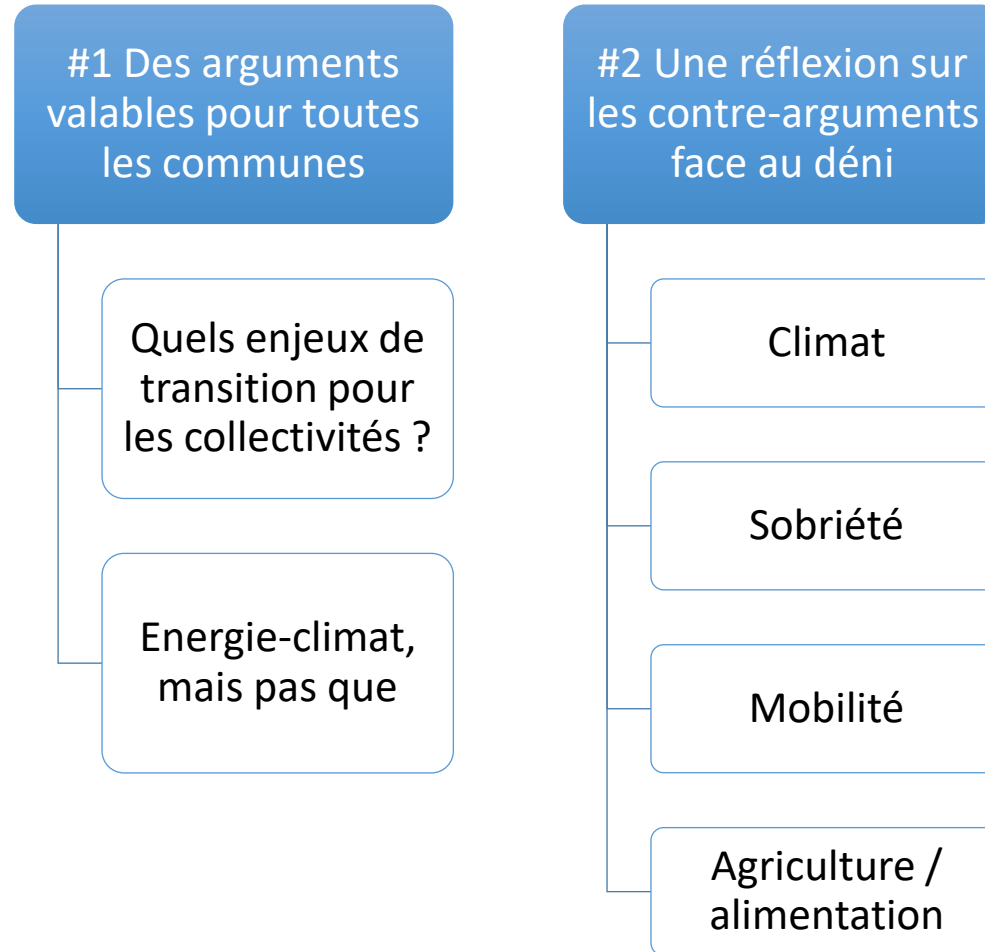 #1 Des arguments
valables pour toutes
les communes
Quels enjeux de
transition pour
les collectivités ?
Energie-climat,
mais pas que
#2 Une réflexion sur
les contre-arguments
face au déni
Climat
Sobriété
Mobilité
Agriculture /
alimentation